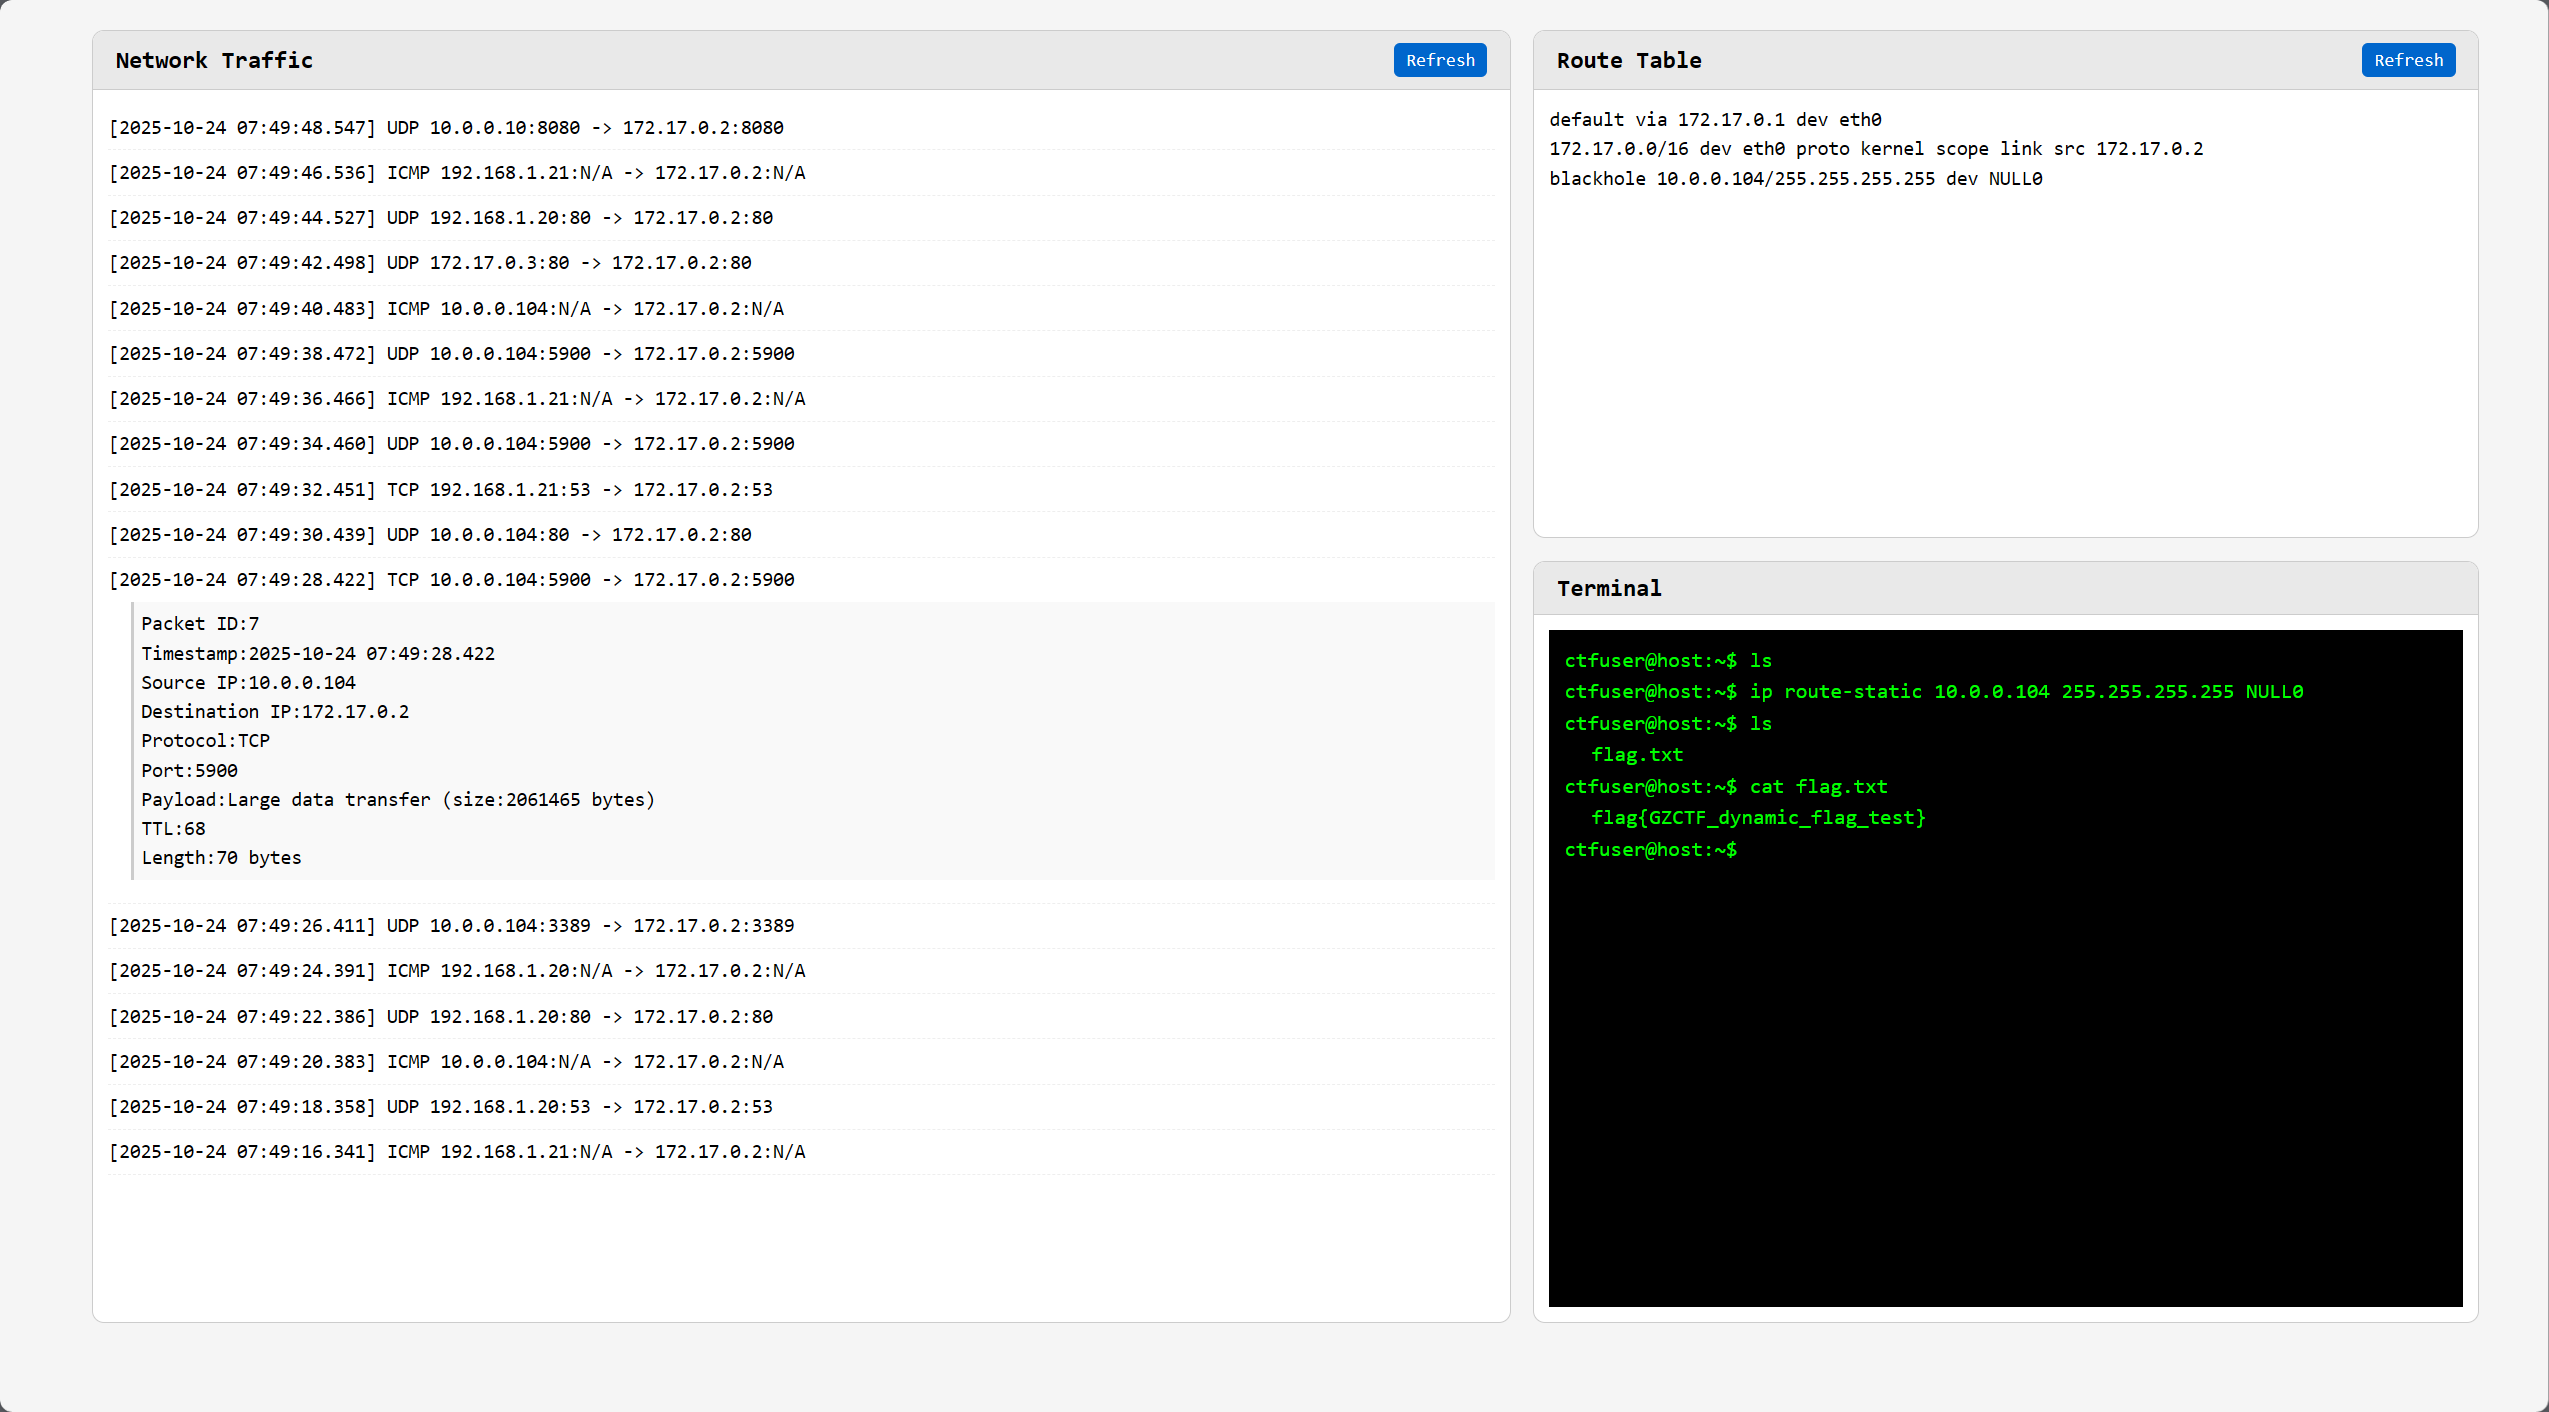 Network Traffic
Refresh
[2025-10-24 07:49:48.547] UDP 10.0.0.10:8080 -> 172.17.0.2:8080
[2025-10-24 07:49:46.536] ICMP 192.168.1.21:N/A -> 172.17.0.2:N/A
[2025-10-24 07:49:44.527] UDP 192.168.1.20:80 -> 172.17.0.2:80
[2025-10-24 07:49:42.498] UDP 172.17.0.3:80 -> 172.17.0.2:80
[2025-10-24 07:49:40.483] ICMP 10.0.0.104:N/A -> 172.17.0.2:N/A
[2025-10-24 07:49:38.472] UDP 10.0.0.104:5900 -> 172.17.0.2:5900
[2025-10-24 07:49:36.466] ICMP 192.168.1.21:N/A -> 172.17.0.2:N/A
[2025-10-24 07:49:34.460] UDP 10.0.0.104:5900 -> 172.17.0.2:5900
[2025-10-24 07:49:32.451] TCP 192.168.1.21:53 -> 172.17.0.2:53
[2025-10-24 07:49:30.439] UDP 10.0.0.104:80 -> 172.17.0.2:80
[2025-10-24 07:49:28.422] TCP 10.0.0.104:5900 -> 172.17.0.2:5900
Packet ID:7
Timestamp:2025-10-24 07:49:28.422
Source IP:10.0.0.104
Destination IP:172.17.0.2
Protocol:TCP
Port:5900
Payload:Large data transfer (size:2061465 bytes)
TTL:68
Length:70 bytes
[2025-10-24 07:49:26.411] UDP 10.0.0.104:3389 -> 172.17.0.2:3389
[2025-10-24 07:49:24.391] ICMP 192.168.1.20:N/A -> 172.17.0.2:N/A
[2025-10-24 07:49:22.386] UDP 192.168.1.20:80 -> 172.17.0.2:80
[2025-10-24 07:49:20.383] ICMP 10.0.0.104:N/A -> 172.17.0.2:N/A
[2025-10-24 07:49:18.358] UDP 192.168.1.20:53 -> 172.17.0.2:53
[2025-10-24 07:49:16.341] ICMP 192.168.1.21:N/A -> 172.17.0.2:N/A
Route Table
Refresh
default via 172.17.0.1 dev eth0
172.17.0.0/16 dev eth0 proto kernel scope link src 172.17.0.2
blackhole 10.0.0.104/255.255.255.255 dev NULL0
Terminal
ctfuser@host:~$ ls
ctfuser@host:~$ ip route-static 10.0.0.104 255.255.255.255 NULL0
ctfuser@host:~$ ls
flag.txt
ctfuser@host:~$ cat flag.txt
flag{GZCTF_dynamic_flag_test}
ctfuser@host:~$